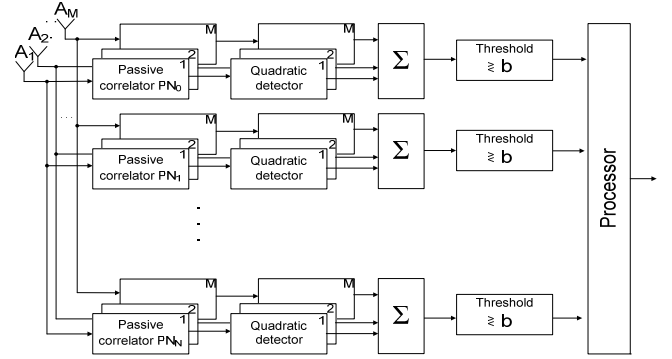 A_M
A_2
A_1
M
2
1
Passive
correlator PN_0
M
2
1
Quadratic
detector
Σ
Threshold
≷ b
M
2
1
Passive
correlator PN_1
M
2
1
Quadratic
detector
Σ
Threshold
≷ b
M
2
1
Passive
correlator PN_N
M
2
1
Quadratic
detector
Σ
Threshold
≷ b
Processor